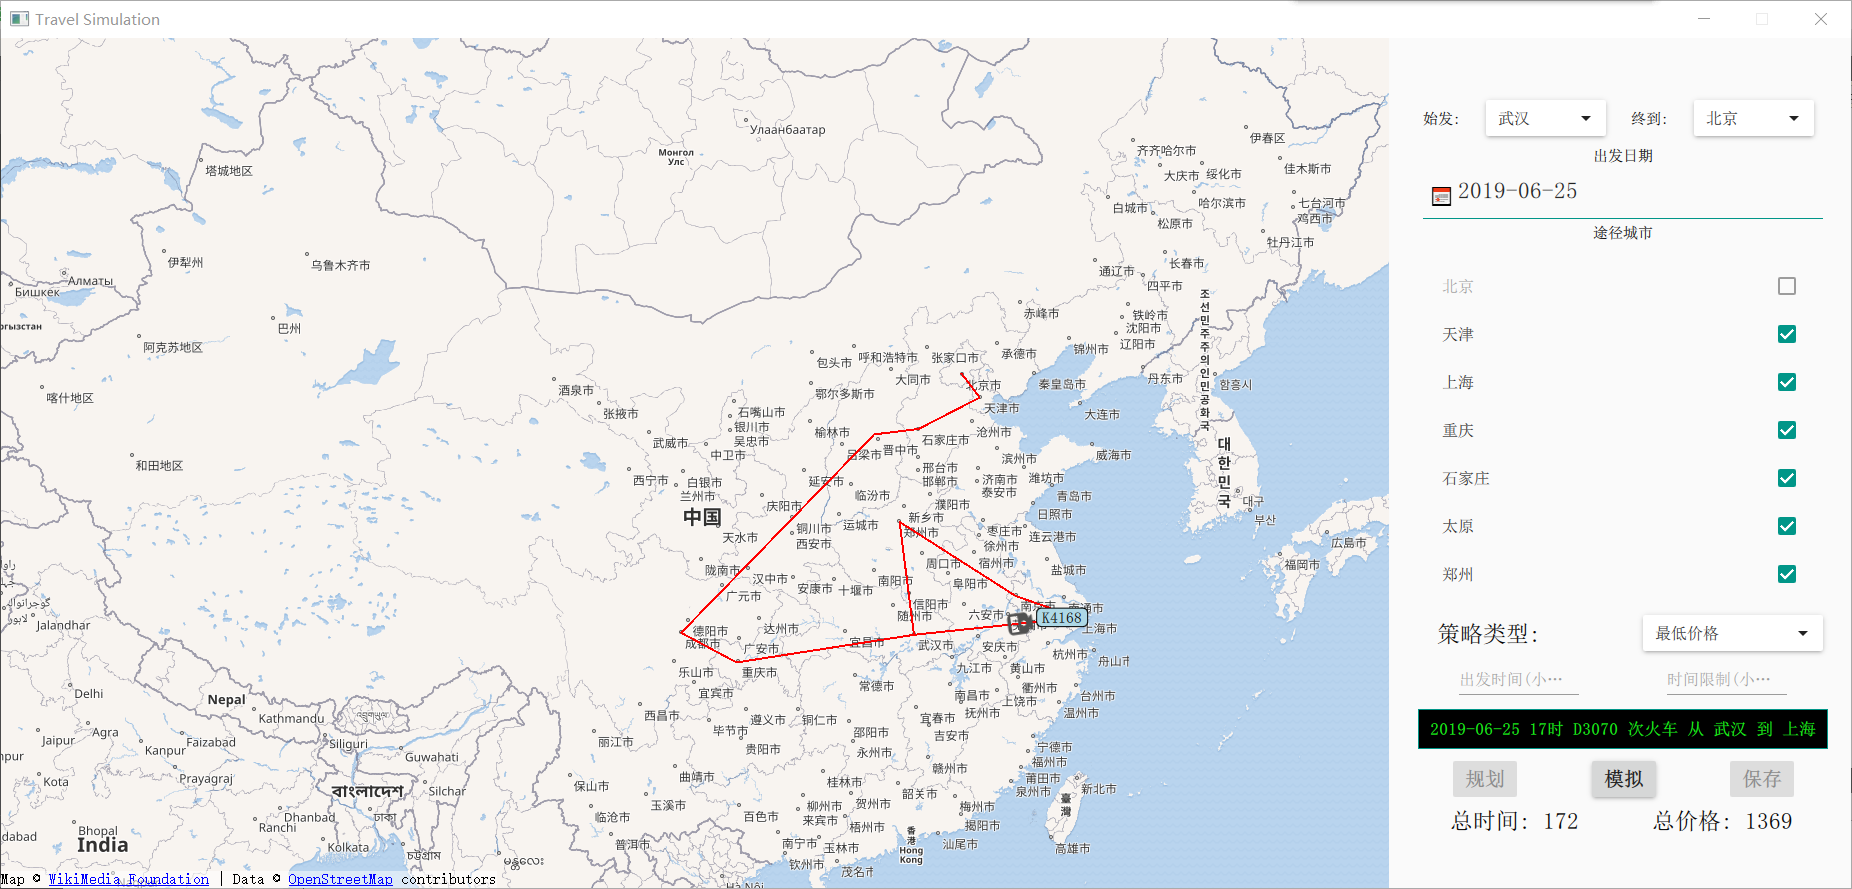 Travel Simulation
Улаанбаатар
Монгол
Улс
伊春区
齐齐哈尔市
佳木斯市
大庆市
绥化市
塔城地区
白城市
哈尔滨市
七台河市
鸡西市
松原市
牡丹江市
伊犁州
乌鲁木齐市
通辽市
长春市
Алматы
Бишкек
四平市
조선민주주의인민공화국
ргызстан
巴州
赤峰市
铁岭市
沈阳市
辽阳市
阿克苏地区
包头市
呼和浩特市
张家口市
承德市
锦州市
大同市
北京市
秦皇岛市
丹东市
함흥시
喀什地区
酒泉市
鄂尔多斯市
张掖市
石嘴山市
天津市
大连市
银川市
吴忠市
榆林市
沧州市
武威市
石家庄市
中卫市
吕梁市
晋中市
대한민국
和田地区
滨州市
威海市
邢台市
邯郸市
西宁市
白银市
兰州市
延安市
济南市
泰安市
潍坊市
临汾市
青岛市
庆阳市
濮阳市
대구
中国
新乡市
日照市
부산
铜川市
运城市
郑州市
枣庄市
连云港市
天水市
西安市
徐州市
広島市
陇南市
汉中市
周口市
宿州市
盐城市
福岡市
安康市
十堰市
南阳市
阜阳市
广元市
信阳市
随州市
六安市
K4168
德阳市
成都市
达州市
上海市
广安市
宜昌市
武汉市
安庆市
杭州市
舟山市
乐山市
重庆市
九江市
黄山市
宜宾市
常德市
衢州市
台州市
南昌市
上饶市
西昌市
遵义市
铜仁市
宜春市
抚州市
温州市
毕节市
邵阳市
吉安市
丽江市
贵阳市
永州市
宁德市
福州市
赣州市
保山市
曲靖市
桂林市
莆田市
泉州市
新北市
韶关市
臺灣
临沧市
玉溪市
百色市
柳州市
来宾市
贺州市
梧州市
梅州市
揭阳市
普洱市
南宁市
玉林市
香港
Hong
Kong
汕尾市
高雄市
钦州市
茂名市
Hà Nội
Jalandhar
Delhi
Nepal
Kathmandu
Agra
Jaipur
Siliguri
Faizabad
Kanpur
Guwahati
Prayagraj
npur
Kota
বাংলাদেশ
Silchar
Dhanbad
ঢাকা
Ranchi
Bhopal
dabad
India
Kolkata
চট্টগ্রাম
Map © WikiMedia Foundation | Data © OpenStreetMap contributors
始发: 武汉 终到: 北京
出发日期
2019-06-25
途径城市
北京
天津
上海
重庆
石家庄
太原
郑州
策略类型: 最低价格
出发时间(小… 时间限制(小…
2019-06-25 17时 D3070 次火车 从 武汉 到 上海
规划 模拟 保存
总时间: 172 总价格: 1369